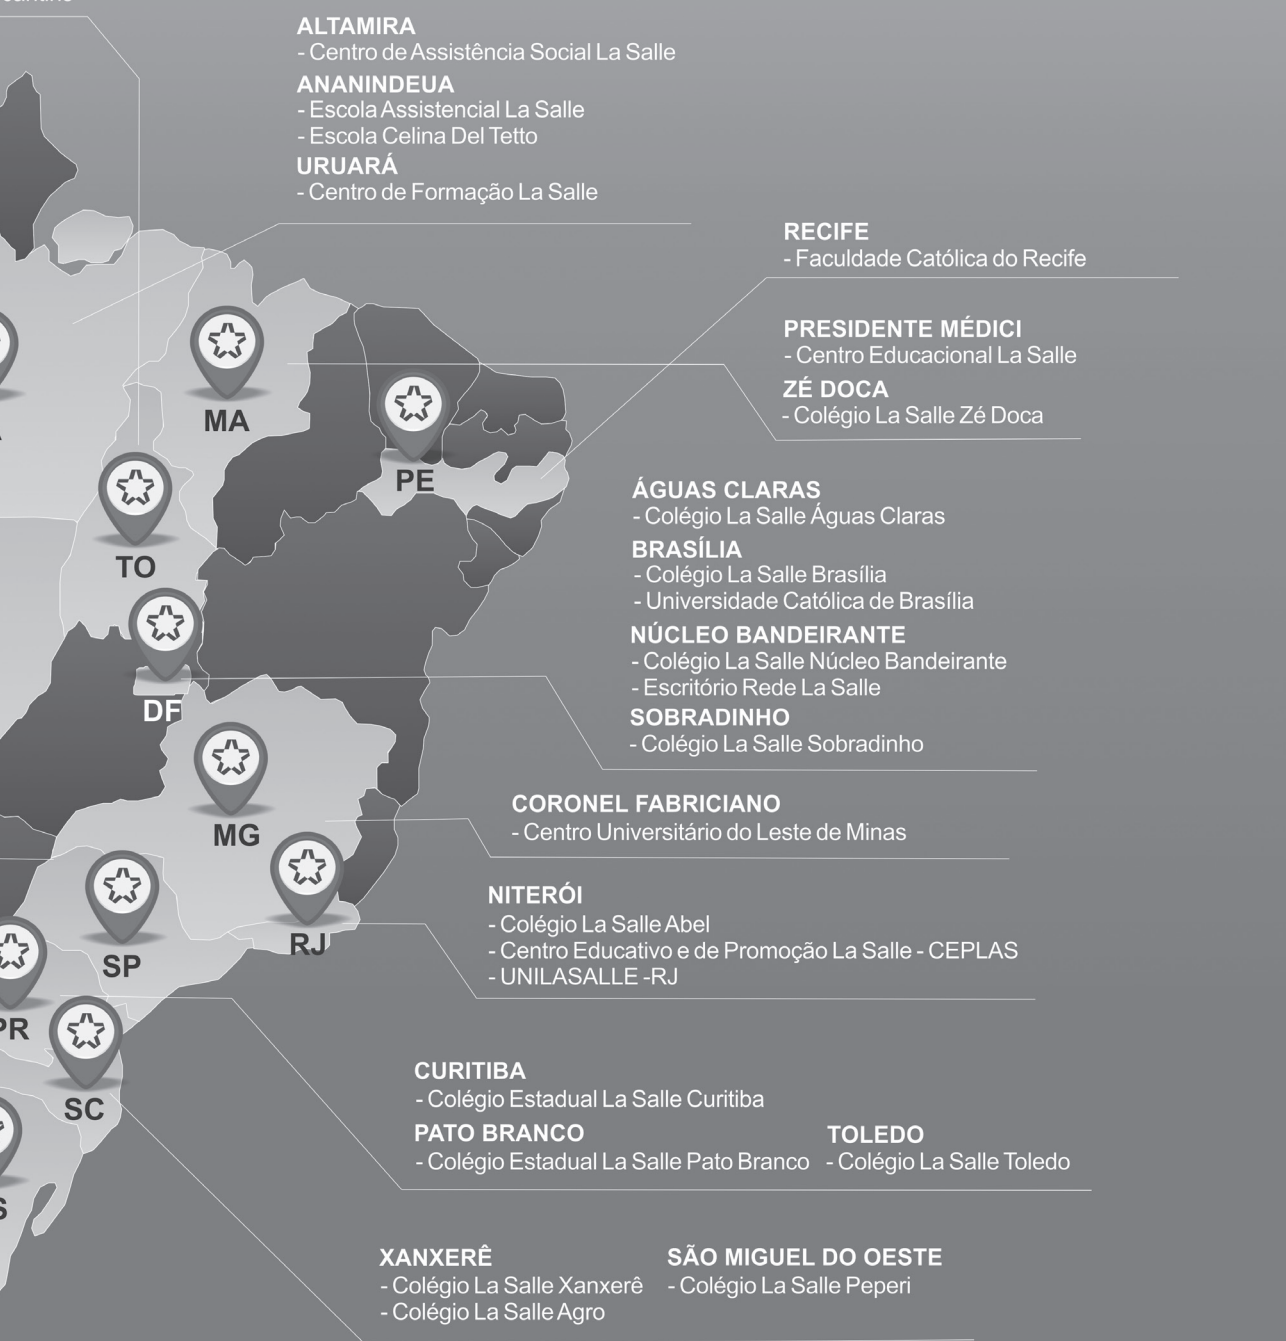 ALTAMIRA
- Centro de Assistência Social La Salle
ANANINDEUA
- Escola Assistencial La Salle
- Escola Celina Del Tetto
URUARÁ
- Centro de Formação La Salle
RECIFE
- Faculdade Católica do Recife
PRESIDENTE MÉDICI
- Centro Educacional La Salle
ZÉ DOCA
- Colégio La Salle Zé Doca
MA
PE
ÁGUAS CLARAS
- Colégio La Salle Águas Claras
BRASÍLIA
- Colégio La Salle Brasília
- Universidade Católica de Brasília
NÚCLEO BANDEIRANTE
- Colégio La Salle Núcleo Bandeirante
- Escritório Rede La Salle
SOBRADINHO
- Colégio La Salle Sobradinho
TO
DF
CORONEL FABRICIANO
- Centro Universitário do Leste de Minas
MG
NITERÓI
- Colégio La Salle Abel
- Centro Educativo e de Promoção La Salle - CEPLAS
- UNILASALLE -RJ
RJ
SP
PR
SC
CURITIBA
- Colégio Estadual La Salle Curitiba
PATO BRANCO
- Colégio Estadual La Salle Pato Branco
TOLEDO
- Colégio La Salle Toledo
S
XANXERÊ
- Colégio La Salle Xanxerê
- Colégio La Salle Agro
SÃO MIGUEL DO OESTE
- Colégio La Salle Peperi